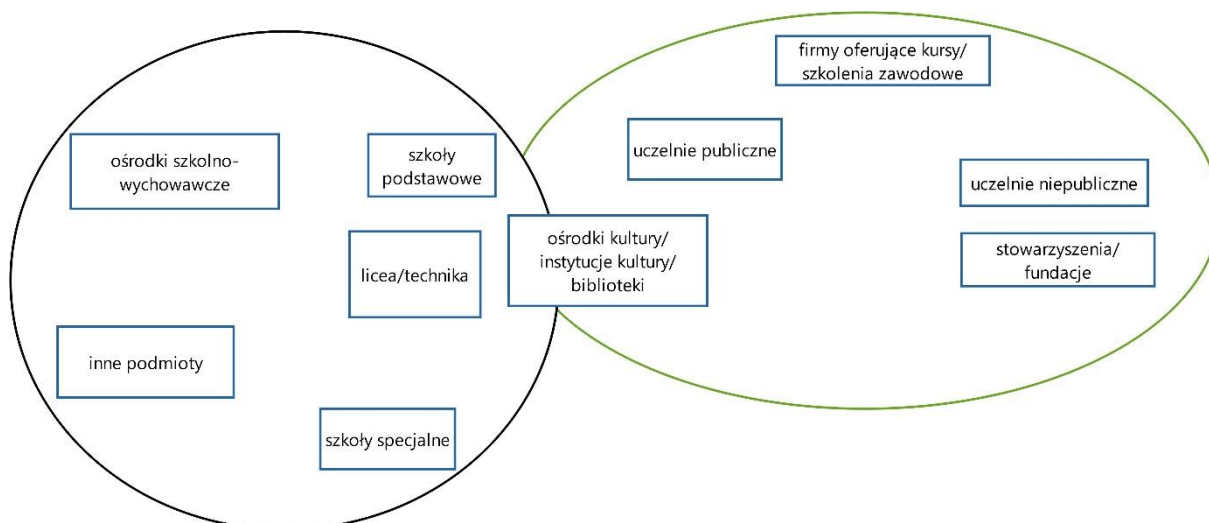 firmy oferujące kursy/
szkolenia zawodowe
ośrodki szkolno-
wychowawcze
szkoły
podstawowe
uczelnie publiczne
uczelnie niepubliczne
ośrodki kultury/
instytucje kultury/
biblioteki
licea/technika
stowarzyszenia/
fundacje
inne podmioty
szkoły specjalne